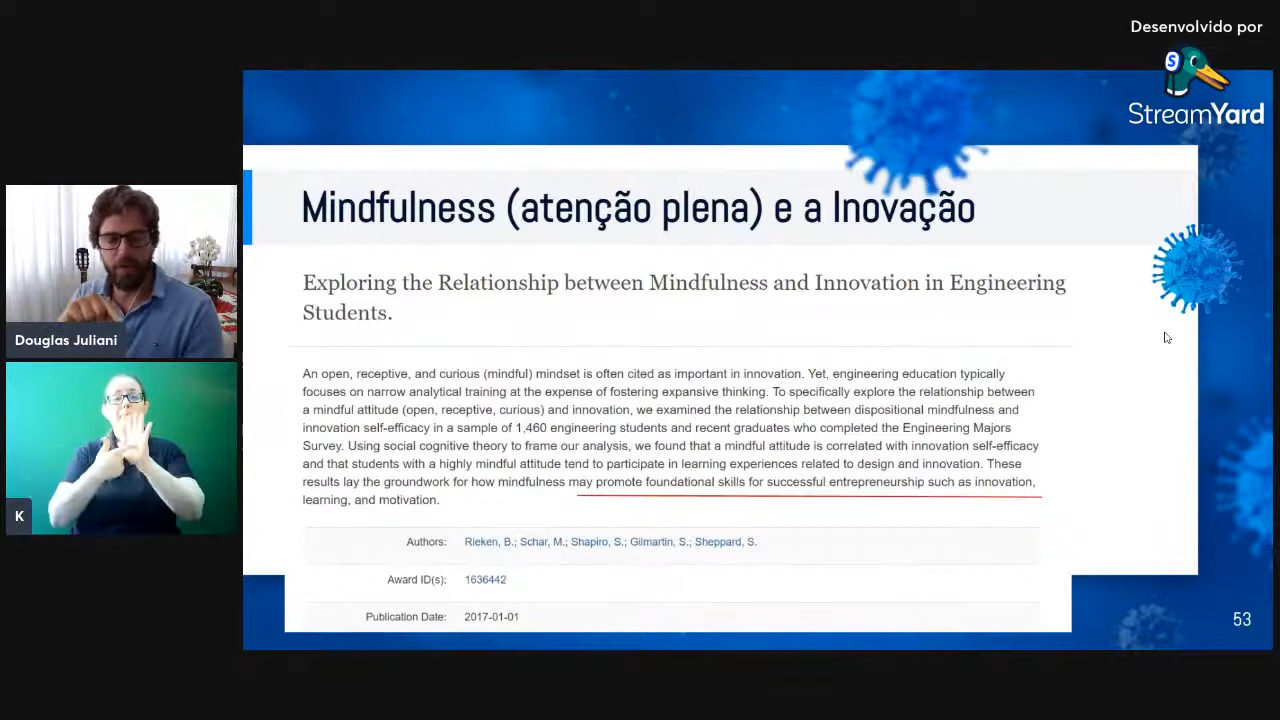 Desenvolvido por
S
StreamYard
Mindfulness (atenção plena) e a Inovação
Exploring the Relationship between Mindfulness and Innovation in Engineering
Students.
An open, receptive, and curious (mindful) mindset is often cited as important in innovation. Yet, engineering education typically
focuses on narrow analytical training at the expense of fostering expansive thinking. To specifically explore the relationship between
a mindful attitude (open, receptive, curious) and innovation, we examined the relationship between dispositional mindfulness and
innovation self-efficacy in a sample of 1,460 engineering students and recent graduates who completed the Engineering Majors
Survey. Using social cognitive theory to frame our analysis, we found that a mindful attitude is correlated with innovation self-efficacy
and that students with a highly mindful attitude tend to participate in learning experiences related to design and innovation. These
results lay the groundwork for how mindfulness may promote foundational skills for successful entrepreneurship such as innovation,
learning, and motivation.
Authors: Rieken, B.; Schar, M.; Shapiro, S.; Gilmartin, S.; Sheppard, S.
Award ID(s): 1636442
Publication Date: 2017-01-01
53
Douglas Juliani
K